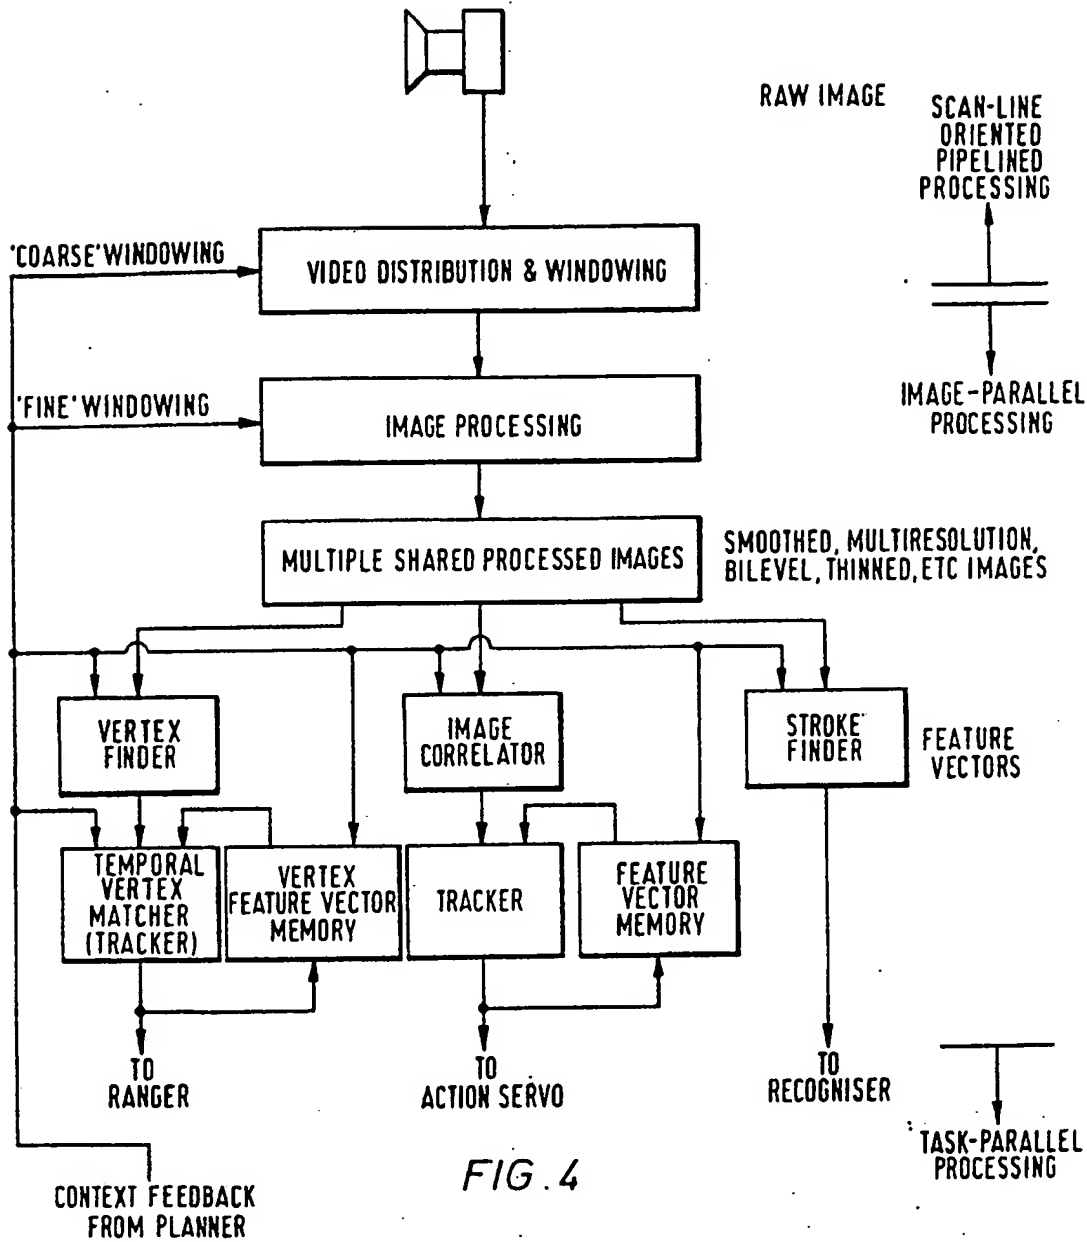 RAW IMAGE
SCAN-LINE
ORIENTED
PIPELINED
PROCESSING
'COARSE' WINDOWING
VIDEO DISTRIBUTION & WINDOWING
IMAGE-PARALLEL
PROCESSING
'FINE' WINDOWING
IMAGE PROCESSING
MULTIPLE SHARED PROCESSED IMAGES
SMOOTHED, MULTIRESOLUTION,
BILEVEL, THINNED, ETC IMAGES
VERTEX
FINDER
IMAGE
CORRELATOR
STROKE
FINDER
FEATURE
VECTORS
TEMPORAL
VERTEX
MATCHER
(TRACKER)
VERTEX
FEATURE VECTOR
MEMORY
TRACKER
FEATURE
VECTOR
MEMORY
TO
RANGER
TO
ACTION SERVO
TO
RECOGNISER
TASK-PARALLEL
PROCESSING
CONTEXT FEEDBACK
FROM PLANNER
FIG. 4